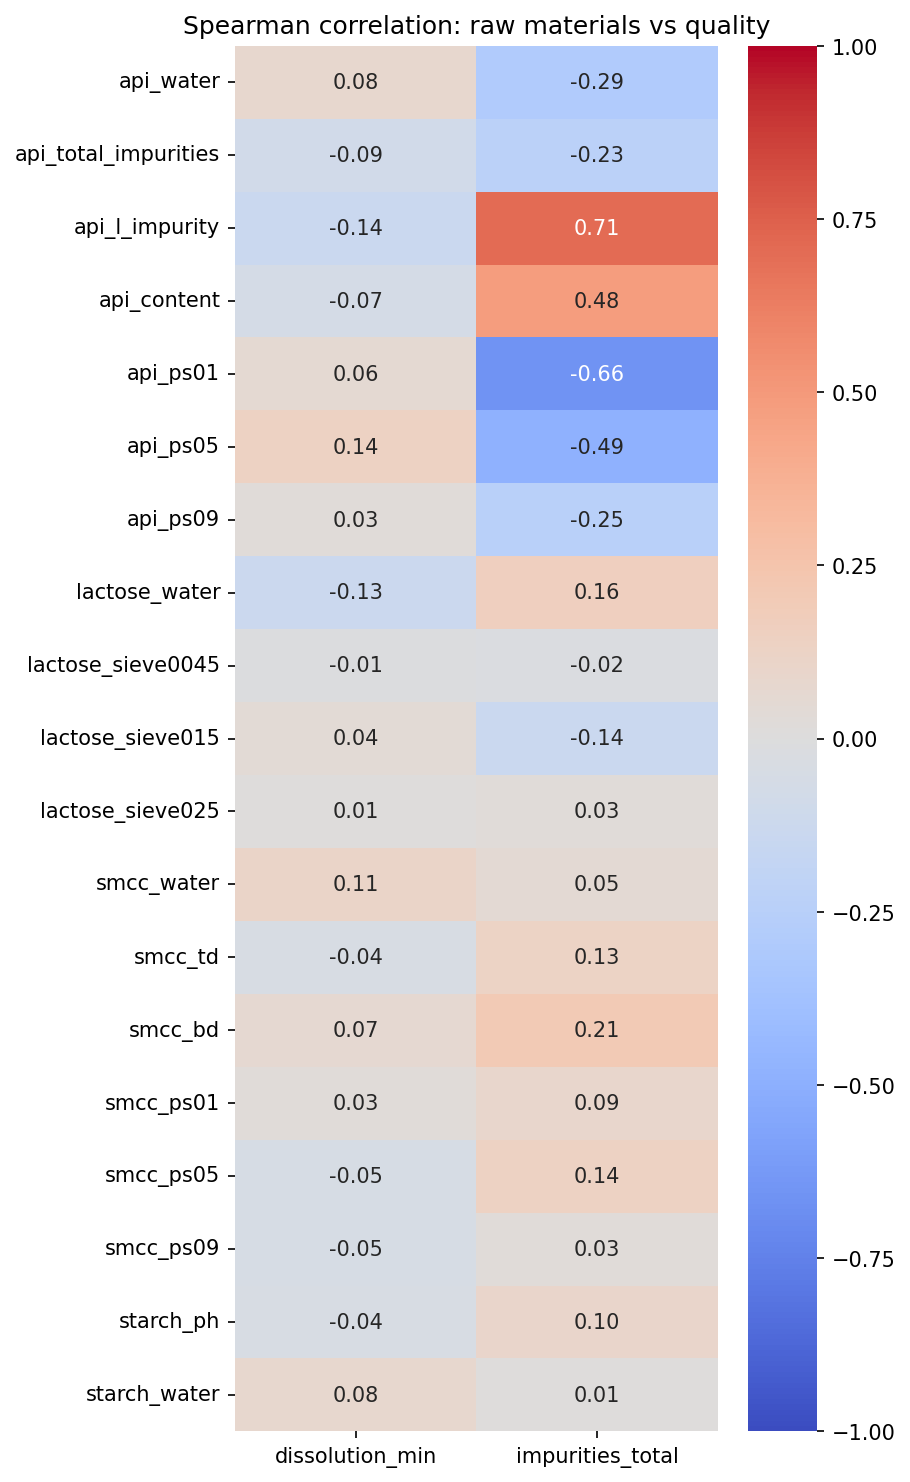 Spearman correlation: raw materials vs quality
api_water 0.08 -0.29
api_total_impurities -0.09 -0.23
api_l_impurity -0.14 0.71
api_content -0.07 0.48
api_ps01 0.06 -0.66
api_ps05 0.14 -0.49
api_ps09 0.03 -0.25
lactose_water -0.13 0.16
lactose_sieve0045 -0.01 -0.02
lactose_sieve015 0.04 -0.14
lactose_sieve025 0.01 0.03
smcc_water 0.11 0.05
smcc_td -0.04 0.13
smcc_bd 0.07 0.21
smcc_ps01 0.03 0.09
smcc_ps05 -0.05 0.14
smcc_ps09 -0.05 0.03
starch_ph -0.04 0.10
starch_water 0.08 0.01
dissolution_min impurities_total
1.00
0.75
0.50
0.25
0.00
−0.25
−0.50
−0.75
−1.00